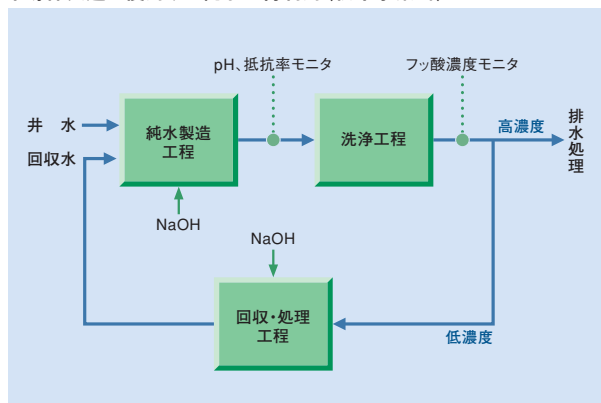 pH、抵抗率モニタ
フッ酸濃度モニタ
井　水
純水製造
工程
洗浄工程
高濃度
排水処理
回収水
NaOH
NaOH
回収・処理
工程
低濃度